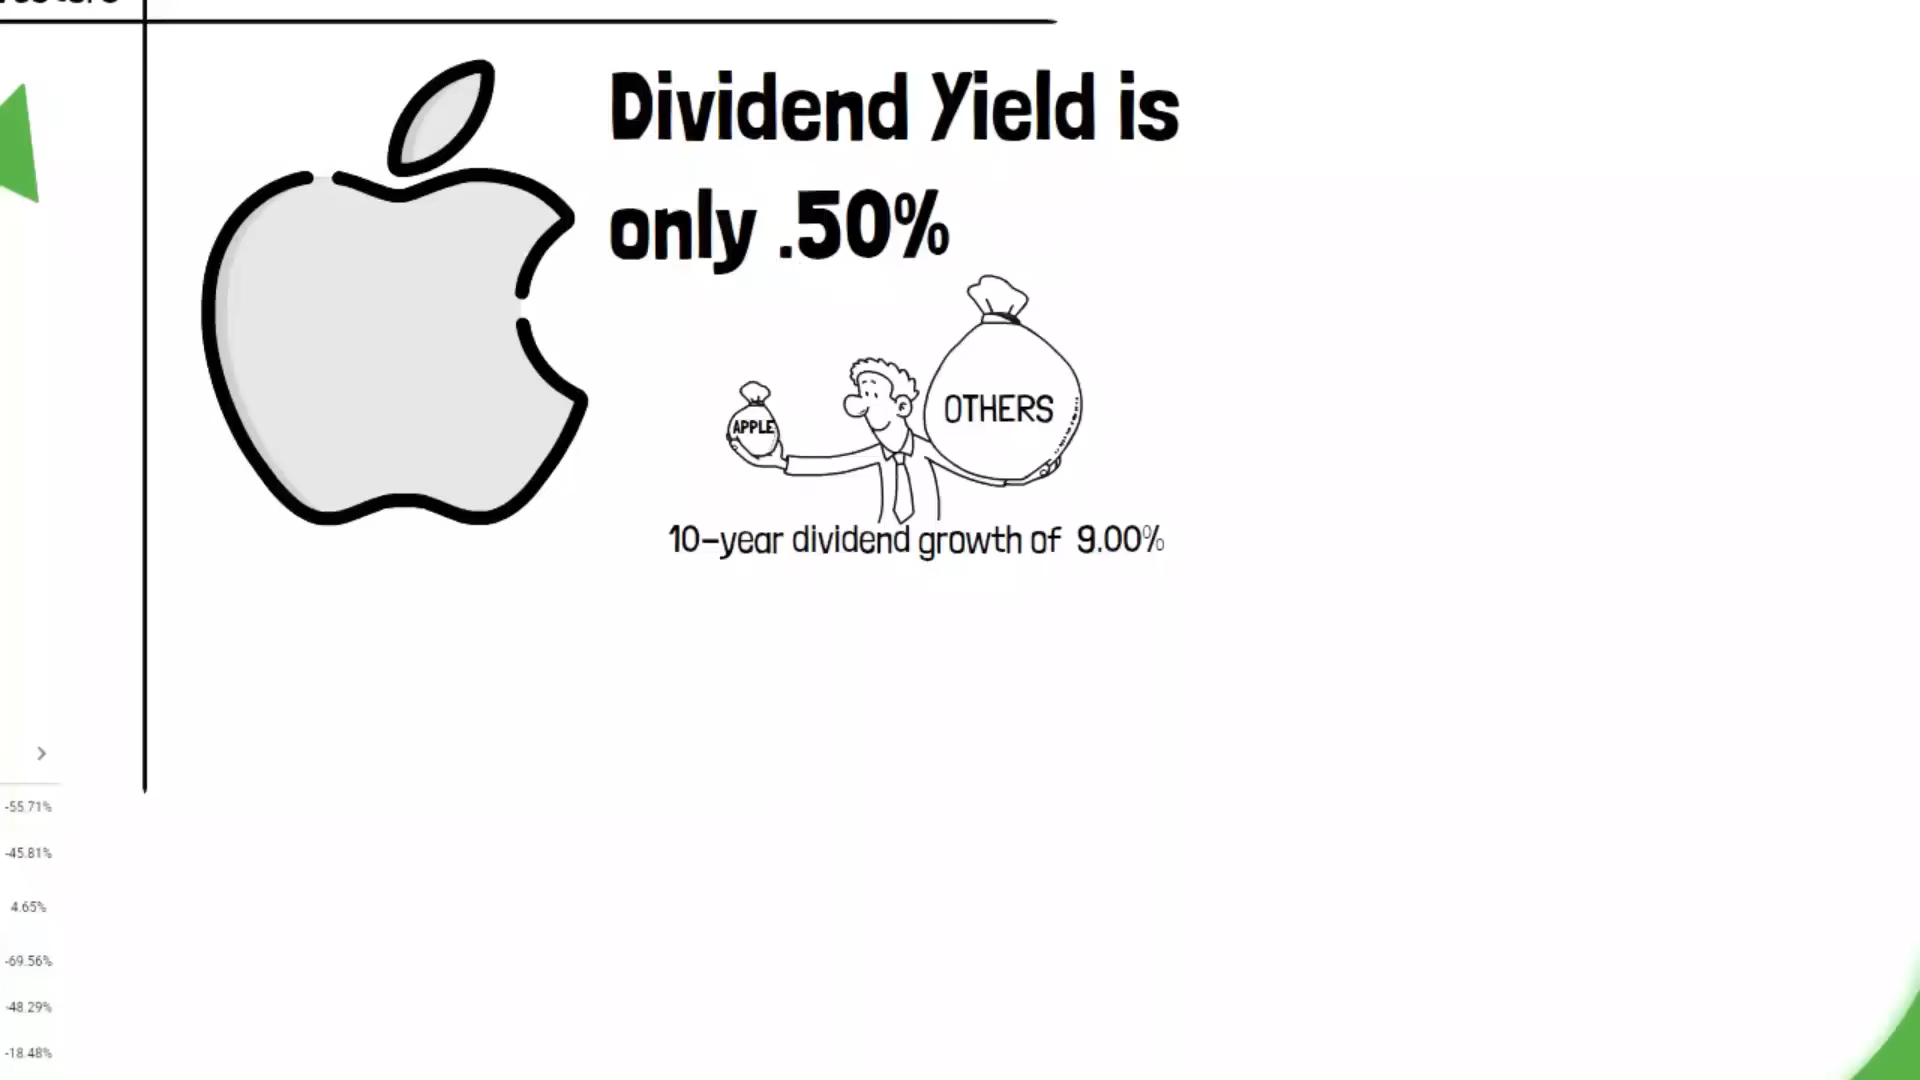 Dividend Yield is
only .50%
APPLE
OTHERS
10-year dividend growth of 9.00%
-55.71%
-45.81%
4.65%
-69.56%
-48.29%
-18.48%